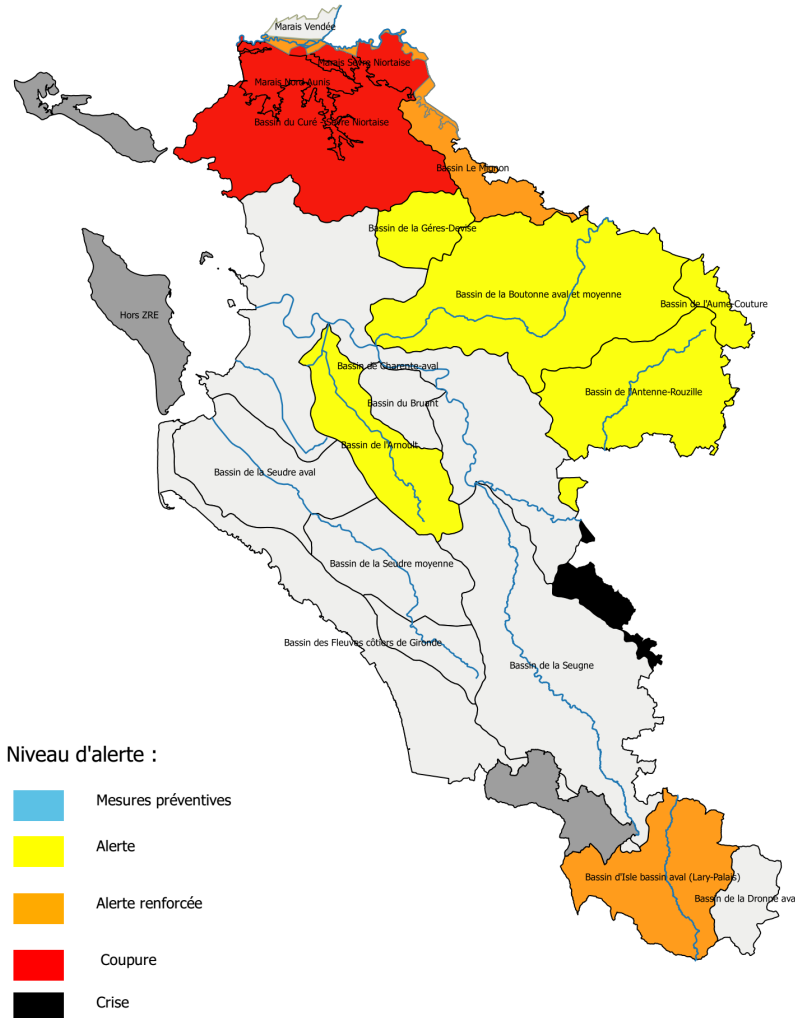 Marais Vendée
Marais Sèvre Niortaise
Marais Nord Aunis
Bassin du Curé - Sèvre Niortaise
Bassin Le Mignon
Bassin de la Géres-Devise
Bassin de la Boutonne aval et moyenne
Bassin de l'Aume-Couture
Hors ZRE
Bassin de Charente aval
Bassin du Bruant
Bassin de l'Antenne-Rouzille
Bassin de l'Arnoult
Bassin de la Seudre aval
Bassin de la Seudre moyenne
Bassin des Fleuves côtiers de Gironde
Bassin de la Seugne
Niveau d'alerte :
Mesures préventives
Alerte
Bassin d'Isle bassin aval (Lary-Palais)
Bassin de la Dronne ava
Alerte renforcée
Coupure
Crise